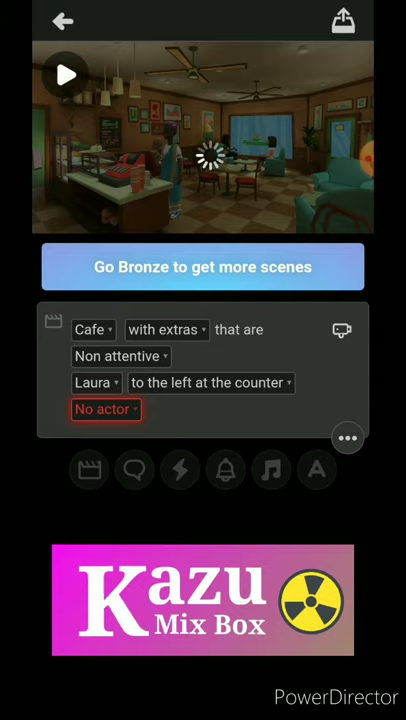 Go Bronze to get more scenes
Cafe with extras that are
Non attentive
Laura to the left at the counter
No actor
A
Kazu
Mix Box
PowerDirector